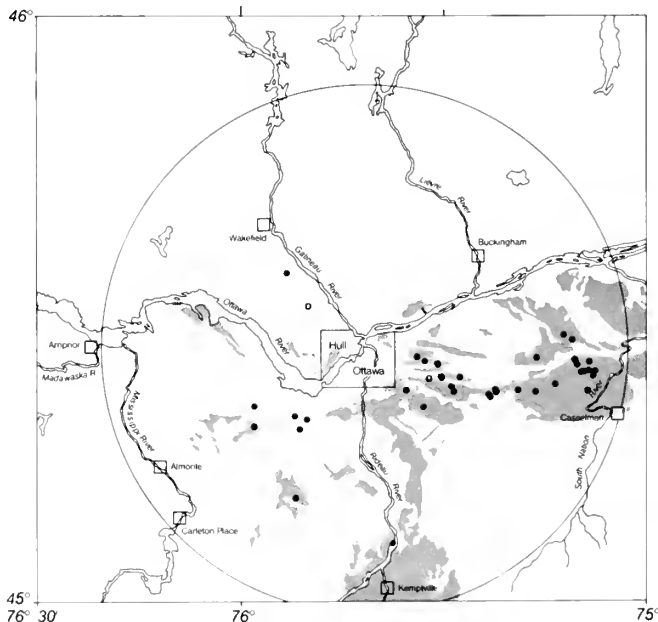 46°
Lievre River
Wakefield
Gatineau River
Buckingham
Ottawa River
Arnprior
Hull
Ottawa
Madawaska R
Mississippi River
Casselman
River
Almonte
Rideau River
South Nation
Carleton Place
Kemptville
45°
76° 30'
76°
75°